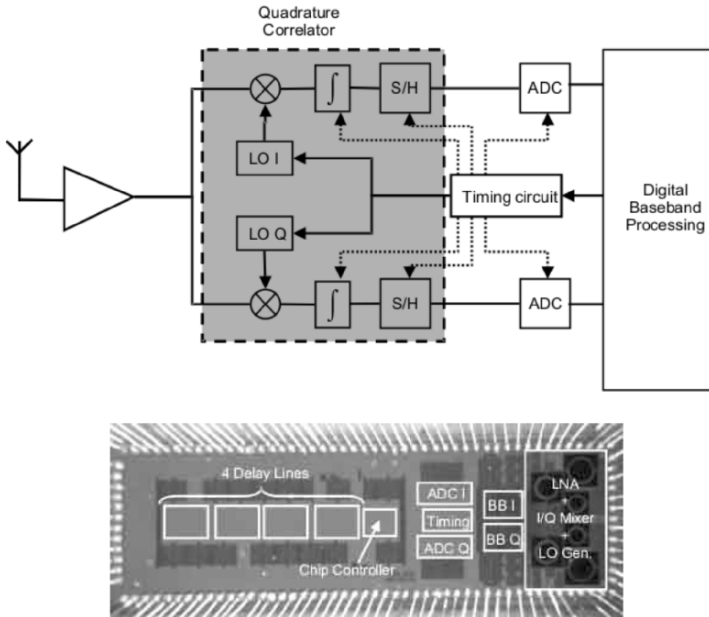 Quadrature
Correlator
∫
S/H
ADC
LO I
Timing circuit
Digital
Baseband
Processing
LO Q
∫
S/H
ADC
4 Delay Lines
ADC I
Timing
ADC Q
BB I
BB Q
LNA
+
I/Q Mixer
+
LO Gen.
Chip Controller